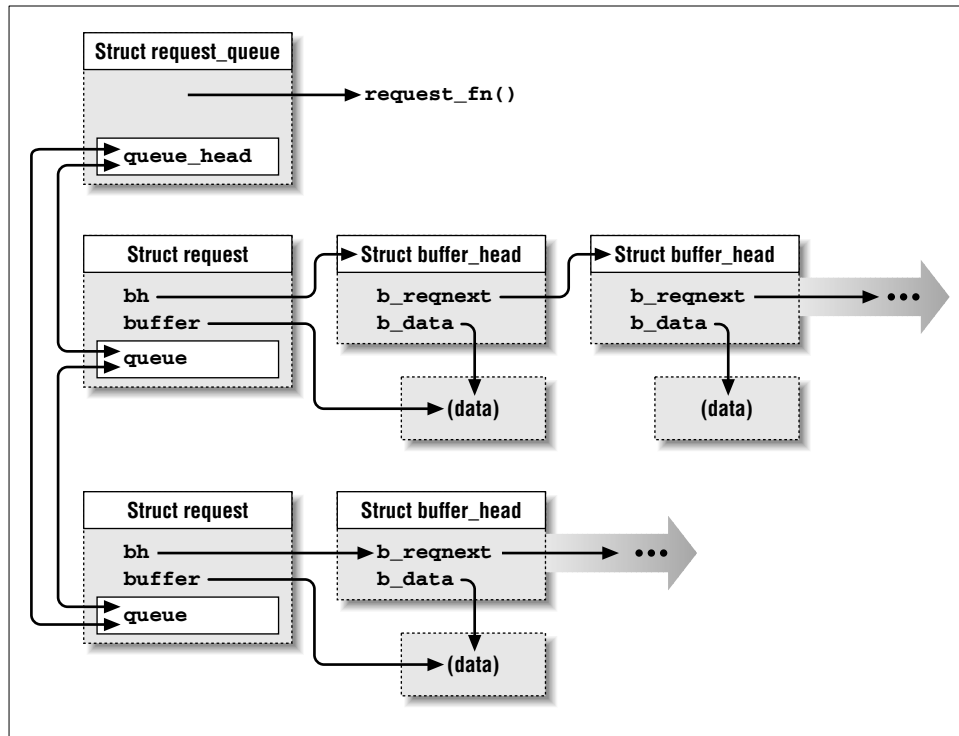 Struct request_queue
request_fn()
queue_head
Struct request
Struct buffer_head
Struct buffer_head
bh
b_reqnext
b_reqnext
•••
buffer
b_data
b_data
queue
(data)
(data)
Struct request
Struct buffer_head
bh
b_reqnext
•••
buffer
b_data
queue
(data)